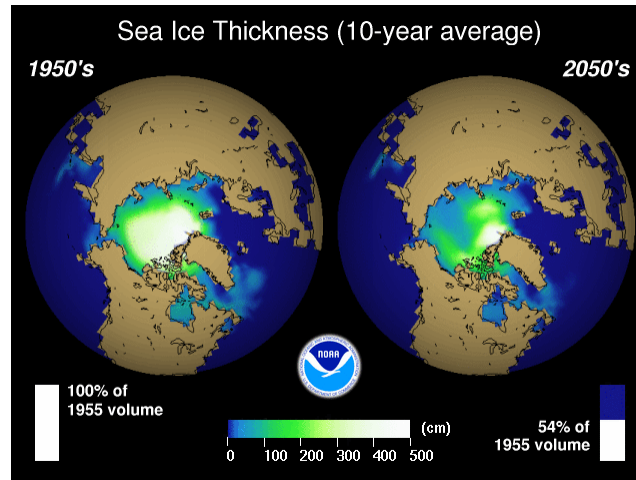 Sea Ice Thickness (10-year average)
1950's
2050's
NOAA
100% of
1955 volume
54% of
1955 volume
(cm)
0 100 200 300 400 500